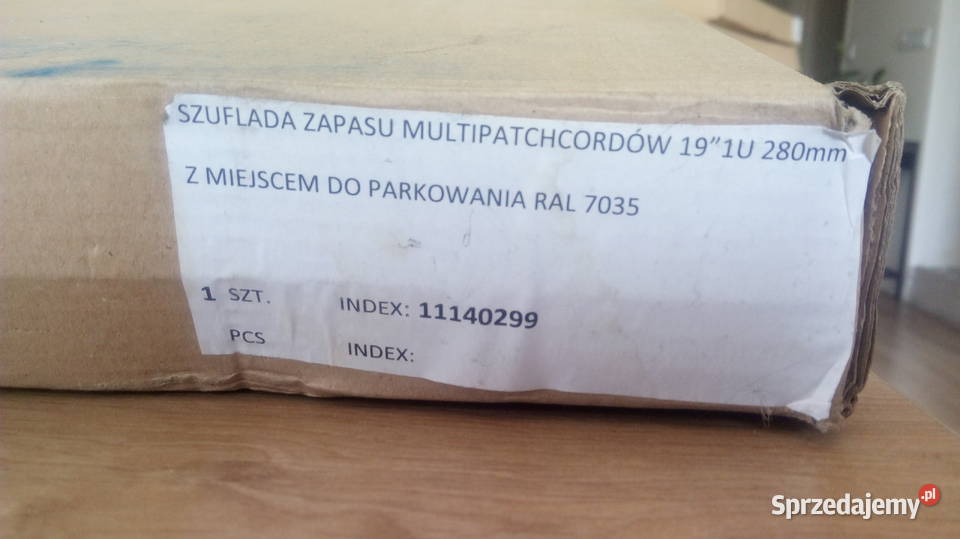 SZUFLADA ZAPASU MULTIPATCHCORDÓW 19”1U 280mm
Z MIEJSCEM DO PARKOWANIA RAL 7035
1 SZT. INDEX: 11140299
PCS INDEX:
Sprzedajemy.pl